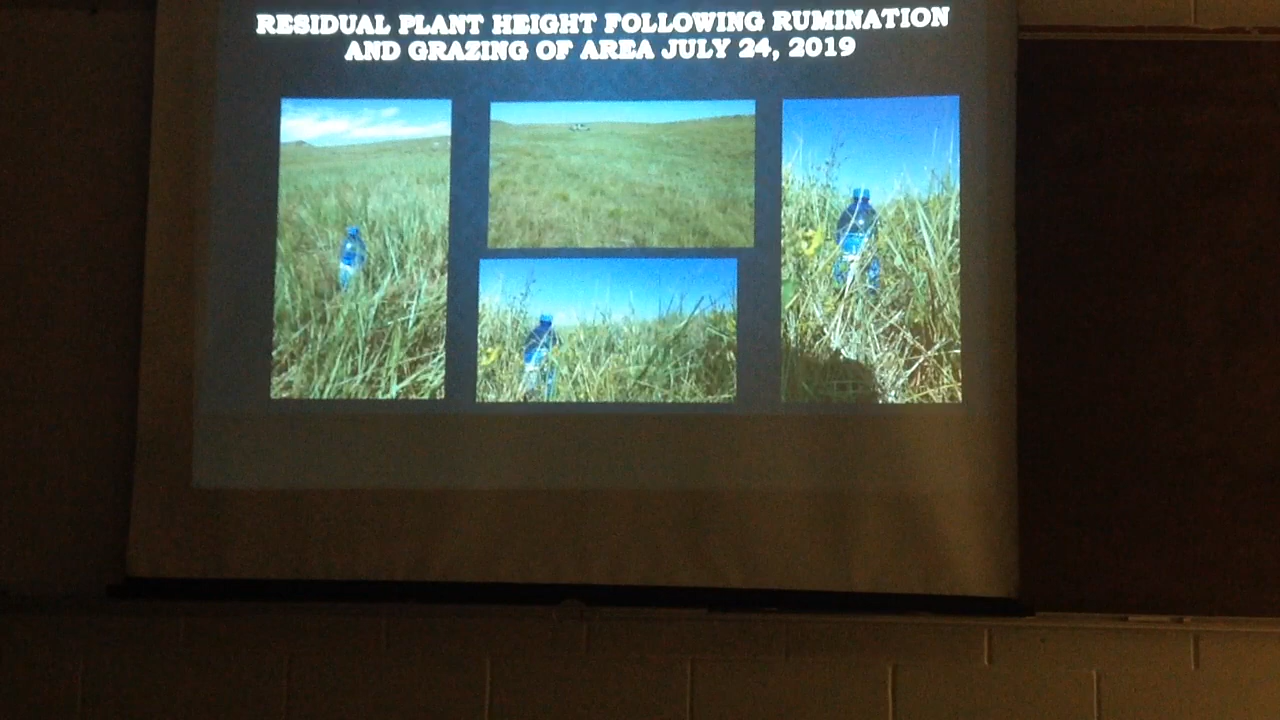 RESIDUAL PLANT HEIGHT FOLLOWING RUMINATION
AND GRAZING OF AREA JULY 24, 2019